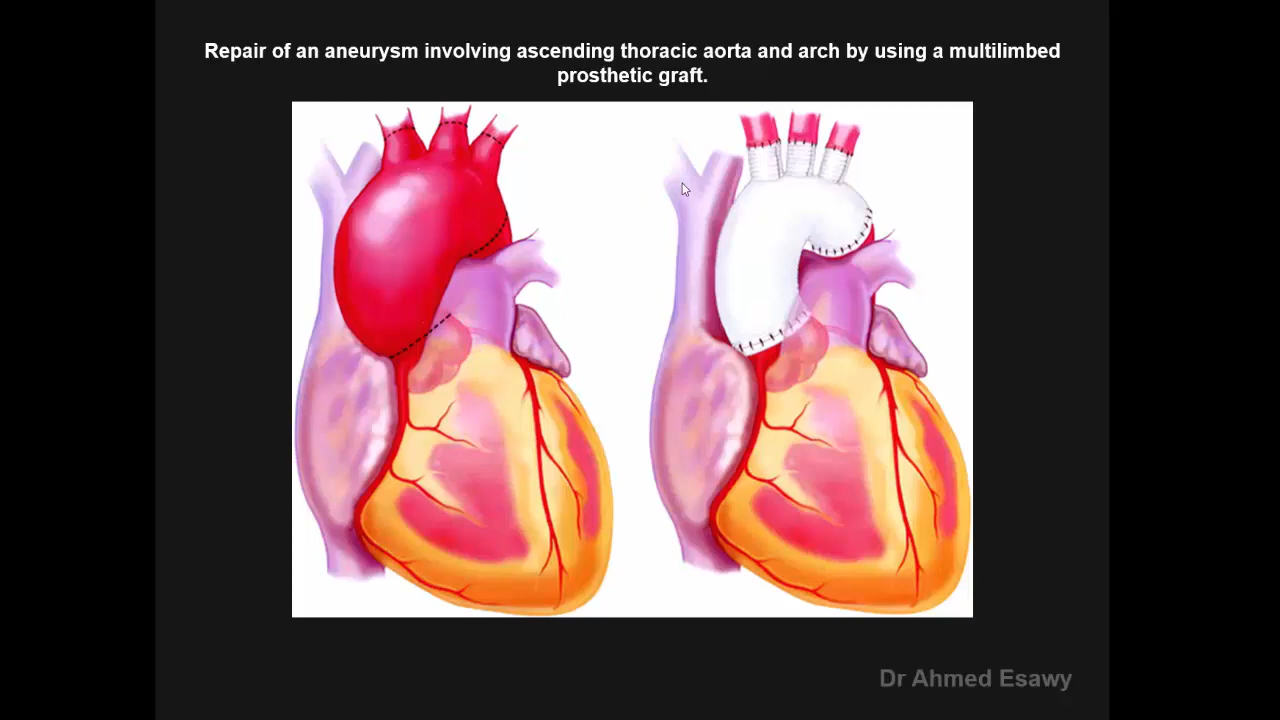 Repair of an aneurysm involving ascending thoracic aorta and arch by using a multilimbed
prosthetic graft.
Dr Ahmed Esawy